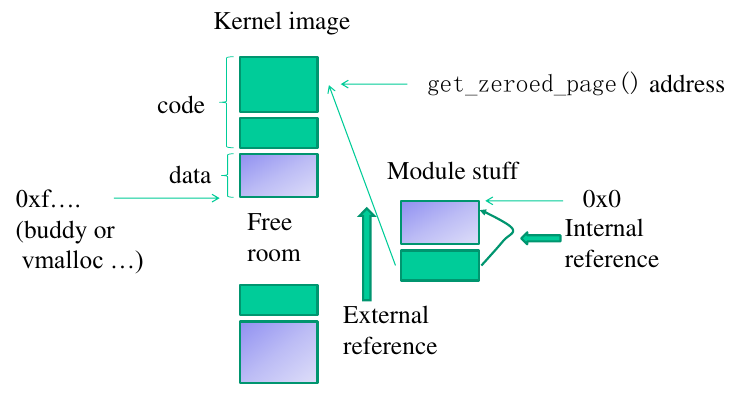 Kernel image
get_zeroed_page() address
code
data
Module stuff
0xf….
(buddy or
vmalloc …)
0x0
Free
room
Internal
reference
External
reference